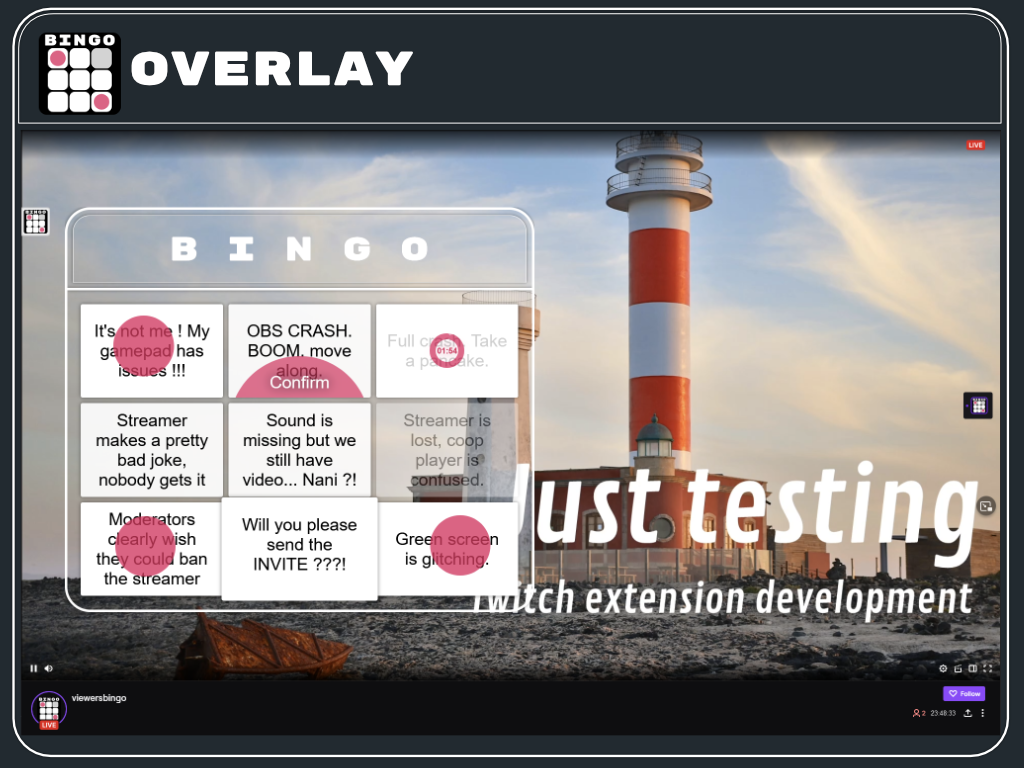 BINGO
OVERLAY
LIVE
BINGO
BINGO
It's not me ! My
gamepad has
issues !!!
OBS CRASH.
BOOM, move
along.
Confirm
Full crash. Take
a pancake.
01:54
Streamer
makes a pretty
bad joke,
nobody gets it
Sound is
missing but we
still have
video... Nani ?!
Streamer is
lost, coop
player is
confused.
Moderators
clearly wish
they could ban
the streamer
Will you please
send the
INVITE ???!
Green screen
is glitching.
Just testing
Twitch extension development
BINGO
LIVE
viewersbingo
Follow
2
23:48:33